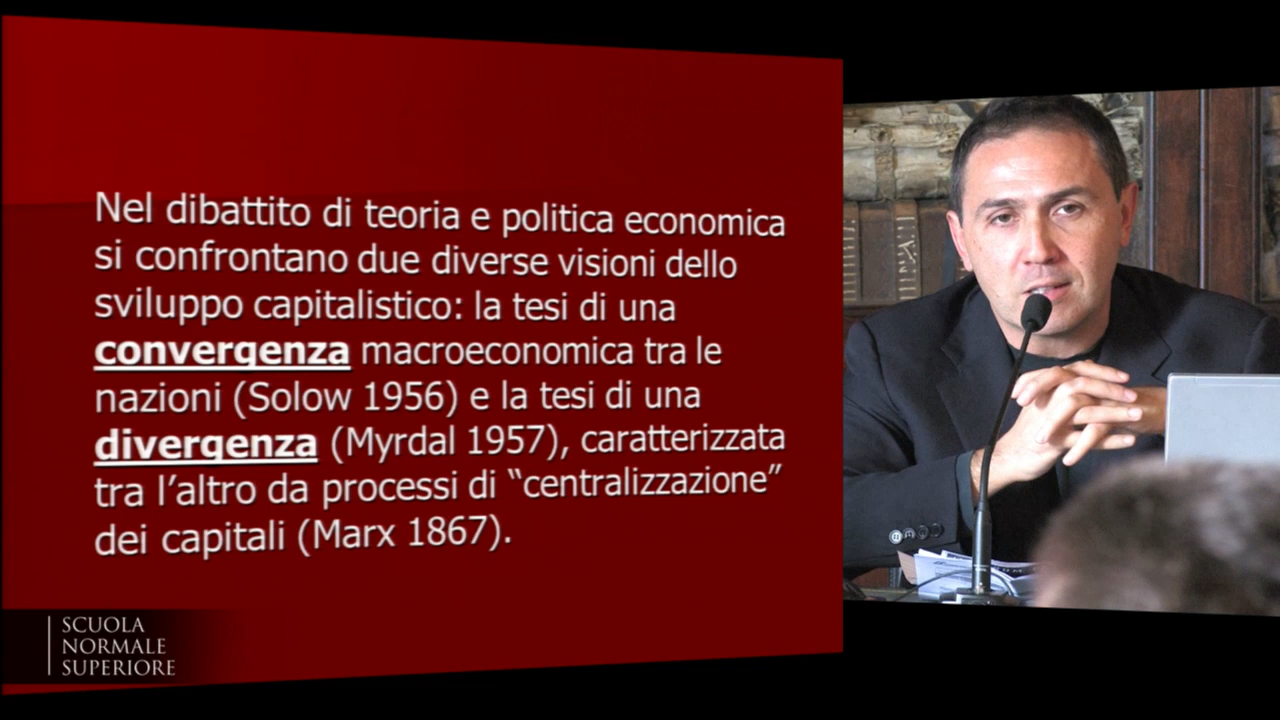 Nel dibattito di teoria e politica economica
si confrontano due diverse visioni dello
sviluppo capitalistico: la tesi di una
convergenza macroeconomica tra le
nazioni (Solow 1956) e la tesi di una
divergenza (Myrdal 1957), caratterizzata
tra l’altro da processi di “centralizzazione”
dei capitali (Marx 1867).
SCUOLA
NORMALE
SUPERIORE